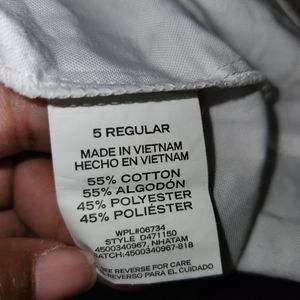 5 REGULAR
MADE IN VIETNAM
HECHO EN VIETNAM
55% COTTON
55% ALGODÓN
45% POLYESTER
45% POLIÉSTER
WPL#06734
STYLE D471150
4500340967, NHATAM
BATCH:4500340967-818
REVERSE FOR CARE
REVERSO PARA EL CUIDADO